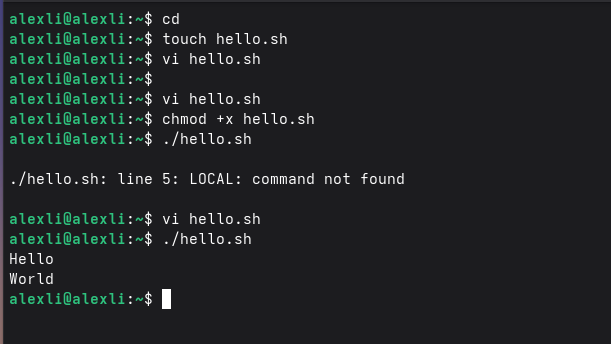 alexli@alexli:~$ cd
alexli@alexli:~$ touch hello.sh
alexli@alexli:~$ vi hello.sh
alexli@alexli:~$
alexli@alexli:~$ vi hello.sh
alexli@alexli:~$ chmod +x hello.sh
alexli@alexli:~$ ./hello.sh
./hello.sh: line 5: LOCAL: command not found
alexli@alexli:~$ vi hello.sh
alexli@alexli:~$ ./hello.sh
Hello
World
alexli@alexli:~$